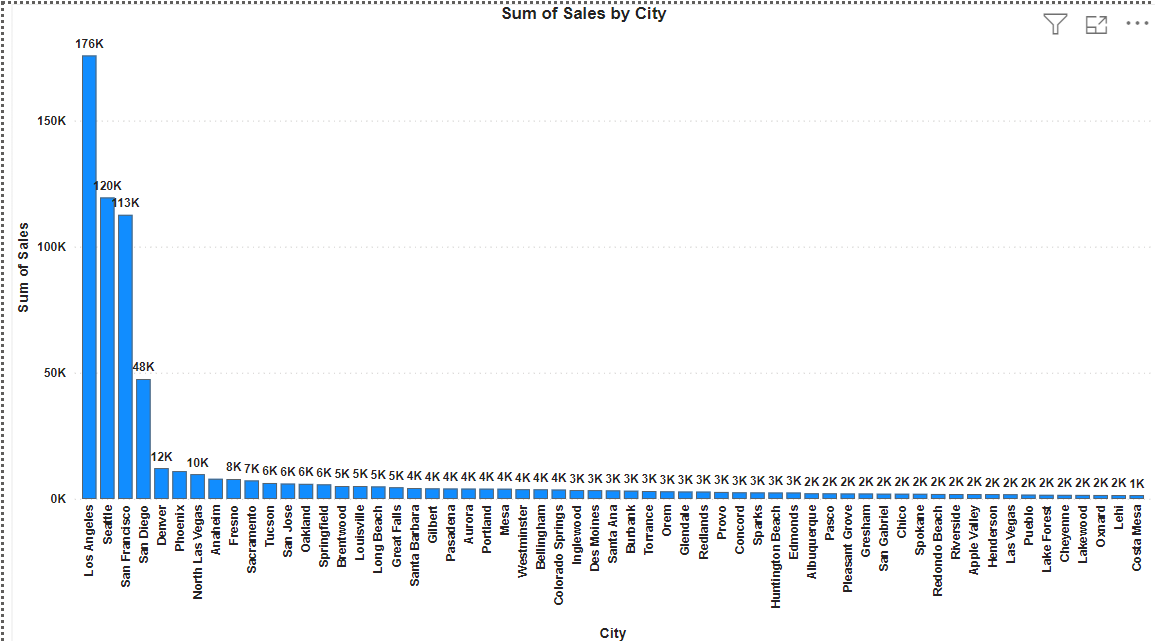 Sum of Sales by City
176K
120K
113K
48K
12K
10K
8K 7K 6K 6K 6K 6K 5K 5K 5K 5K 4K 4K 4K 4K 4K 4K 4K 4K 4K 3K 3K 3K 3K 3K 3K 3K 3K 3K 3K 3K 3K 3K 2K 2K 2K 2K 2K 2K 2K 2K 2K 2K 2K 2K 2K 2K 2K 2K 2K 2K 1K
150K
100K
50K
0K
Sum of Sales
Los Angeles
Seattle
San Francisco
San Diego
Denver
Phoenix
North Las Vegas
Anaheim
Fresno
Sacramento
Tucson
San Jose
Oakland
Springfield
Brentwood
Louisville
Long Beach
Great Falls
Santa Barbara
Gilbert
Pasadena
Aurora
Portland
Mesa
Westminster
Bellingham
Colorado Springs
Inglewood
Des Moines
Santa Ana
Burbank
Torrance
Orem
Glendale
Redlands
Provo
Concord
Sparks
Huntington Beach
Edmonds
Albuquerque
Pasco
Pleasant Grove
Gresham
San Gabriel
Chico
Spokane
Redondo Beach
Riverside
Apple Valley
Henderson
Las Vegas
Pueblo
Lake Forest
Cheyenne
Lakewood
Oxnard
Lehi
Costa Mesa
City